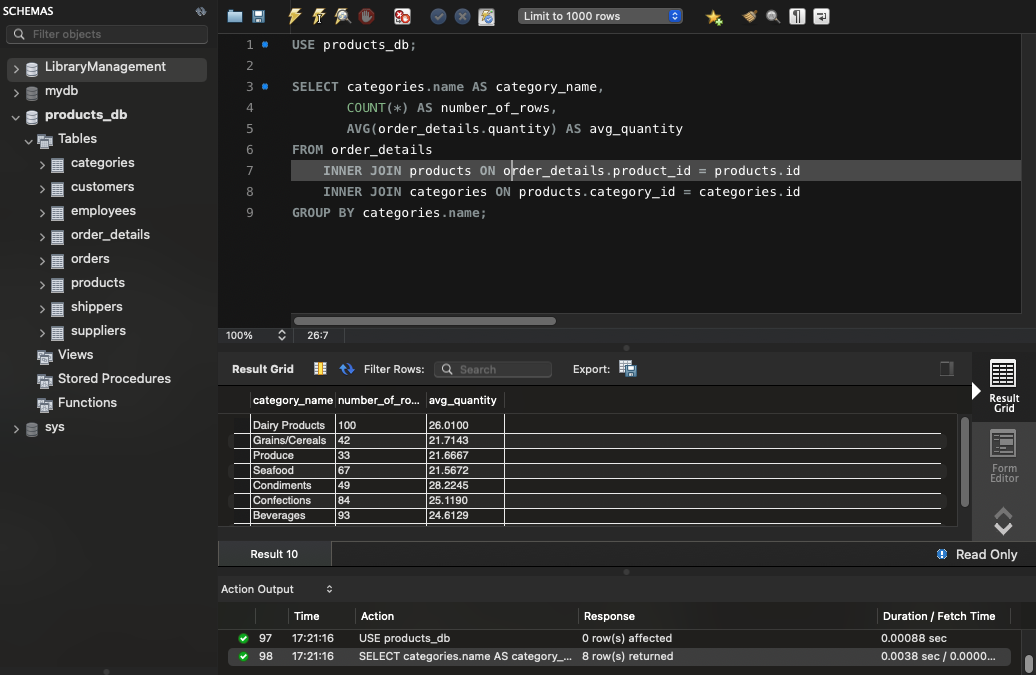 SCHEMAS
Filter objects
LibraryManagement
mydb
products_db
Tables
categories
customers
employees
order_details
orders
products
shippers
suppliers
Views
Stored Procedures
Functions
sys
Limit to 1000 rows
1 USE products_db;
2
3 SELECT categories.name AS category_name,
4 COUNT(*) AS number_of_rows,
5 AVG(order_details.quantity) AS avg_quantity
6 FROM order_details
7 INNER JOIN products ON order_details.product_id = products.id
8 INNER JOIN categories ON products.category_id = categories.id
9 GROUP BY categories.name;
100% 26:7
Result Grid Filter Rows: Search Export:
category_name number_of_ro... avg_quantity
Dairy Products 100 26.0100
Grains/Cereals 42 21.7143
Produce 33 21.6667
Seafood 67 21.5672
Condiments 49 28.2245
Confections 84 25.1190
Beverages 93 24.6129
Result
Grid
Form
Editor
Result 10 Read Only
Action Output
Time Action Response Duration / Fetch Time
97 17:21:16 USE products_db 0 row(s) affected 0.00088 sec
98 17:21:16 SELECT categories.name AS category_... 8 row(s) returned 0.0038 sec / 0.0000...